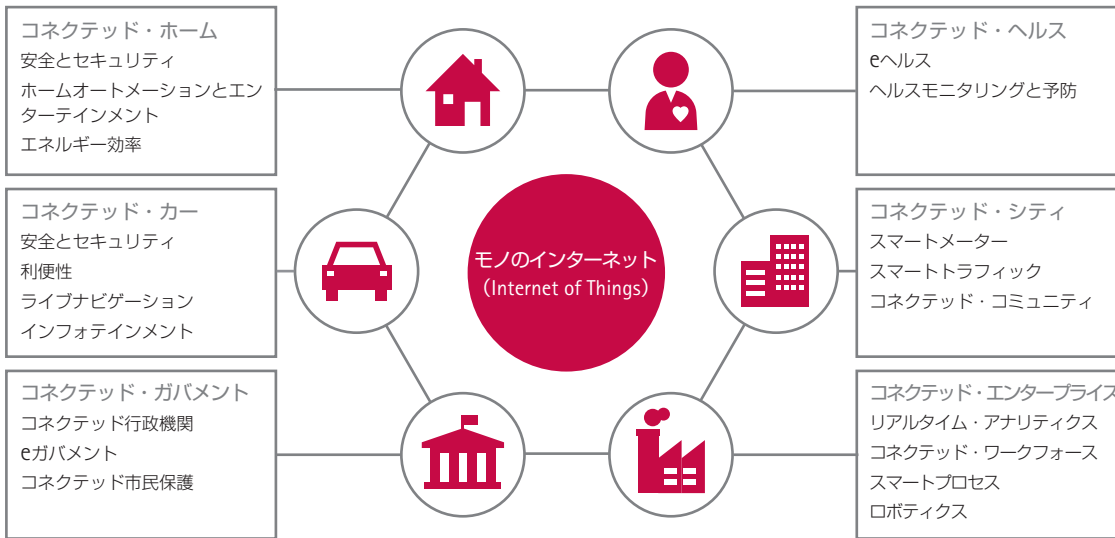 コネクテッド・ホーム
安全とセキュリティ
ホームオートメーションとエン
ターテインメント
エネルギー効率
コネクテッド・カー
安全とセキュリティ
利便性
ライブナビゲーション
インフォテインメント
コネクテッド・ガバメント
コネクテッド行政機関
eガバメント
コネクテッド市民保護
モノのインターネット
（Internet of Things）
コネクテッド・ヘルス
eヘルス
ヘルスモニタリングと予防
コネクテッド・シティ
スマートメーター
スマートトラフィック
コネクテッド・コミュニティ
コネクテッド・エンタープライズ
リアルタイム・アナリティクス
コネクテッド・ワークフォース
スマートプロセス
ロボティクス